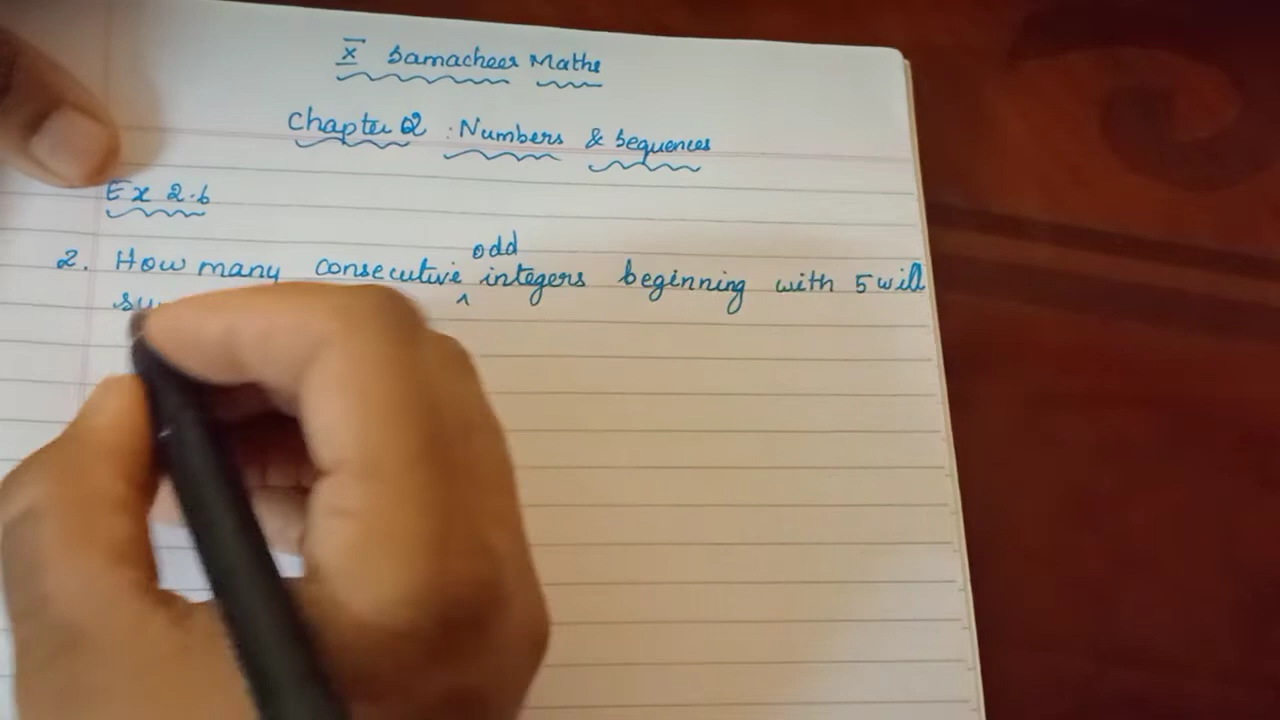 X Samacheer Maths
Chapter 2 : Numbers & Sequences
Ex 2.6
2. How many consecutive odd integers beginning with 5 will